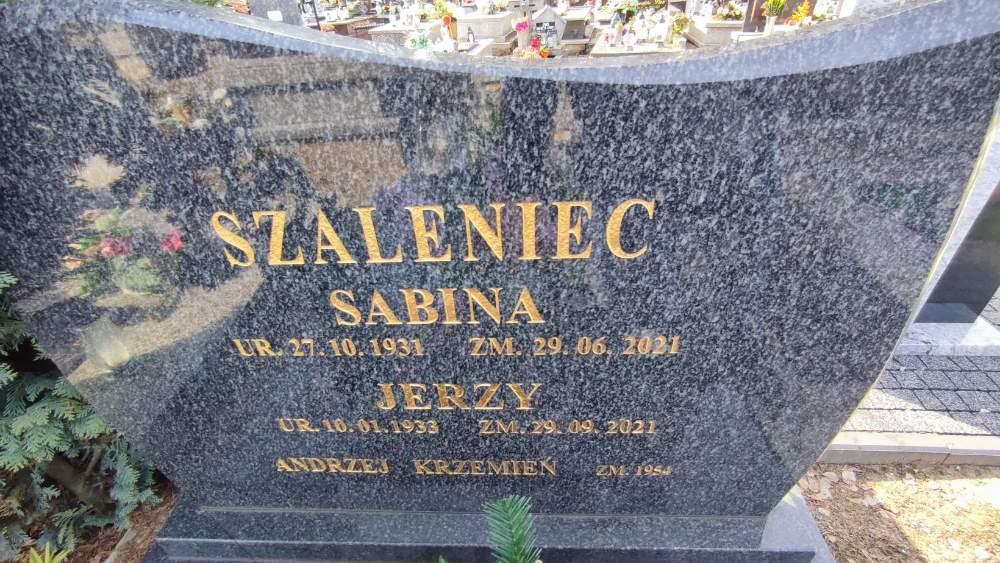 SZALENIEC
SABINA
UR. 27. 10. 1931 ZM. 29. 06. 2021
JERZY
UR. 10. 01. 1933 ZM. 29. 09. 2021
ANDRZEJ KRZEMIEŃ ZM. 1954